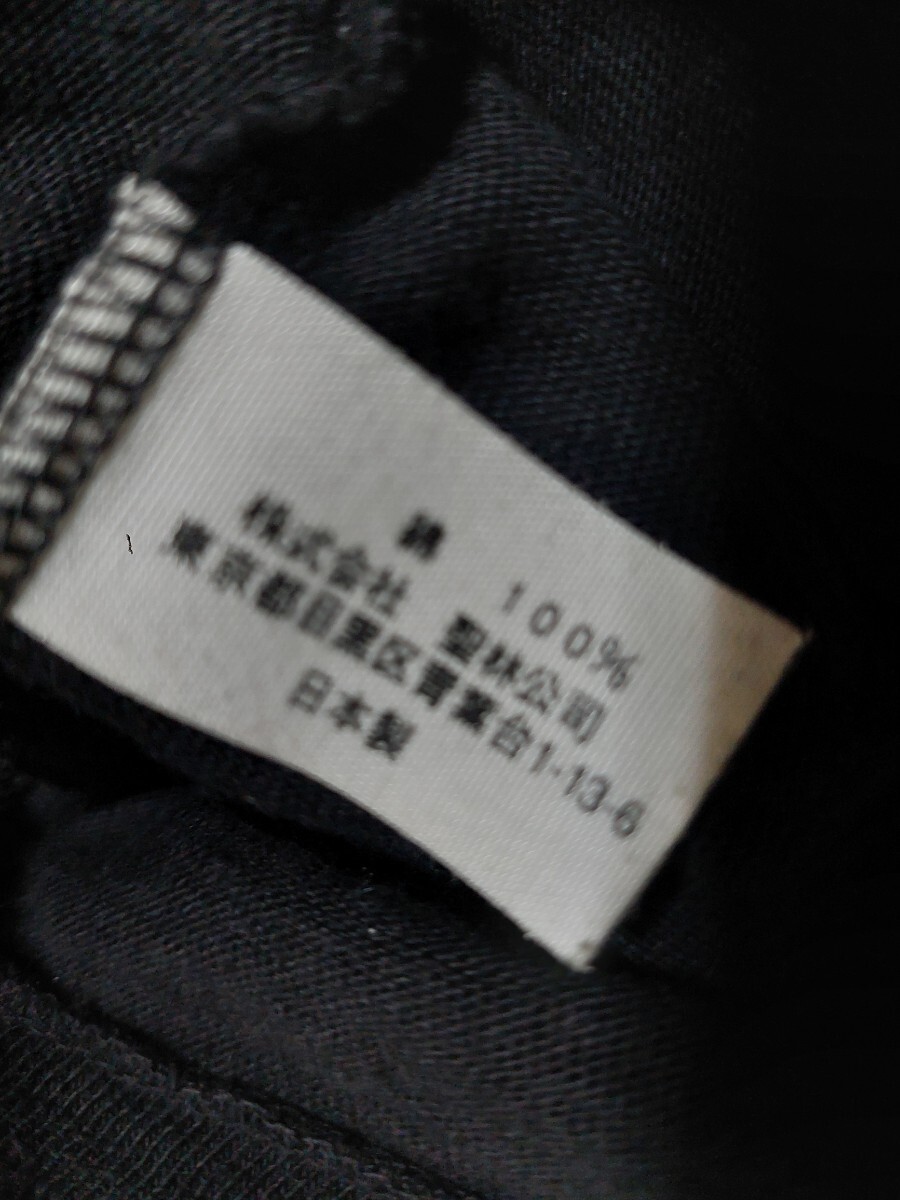 綿 100%
株式会社 聖林公司
東京都目黒区青葉台1-13-6
日本製